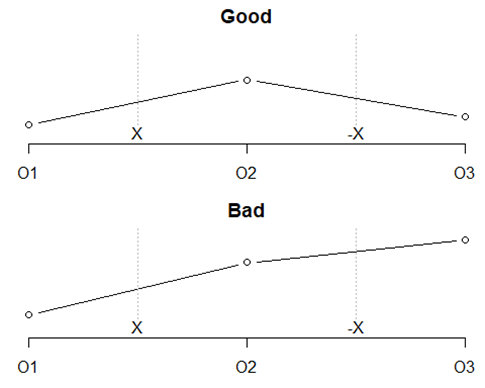 Good
X -X
O1 O2 O3
Bad
X -X
O1 O2 O3